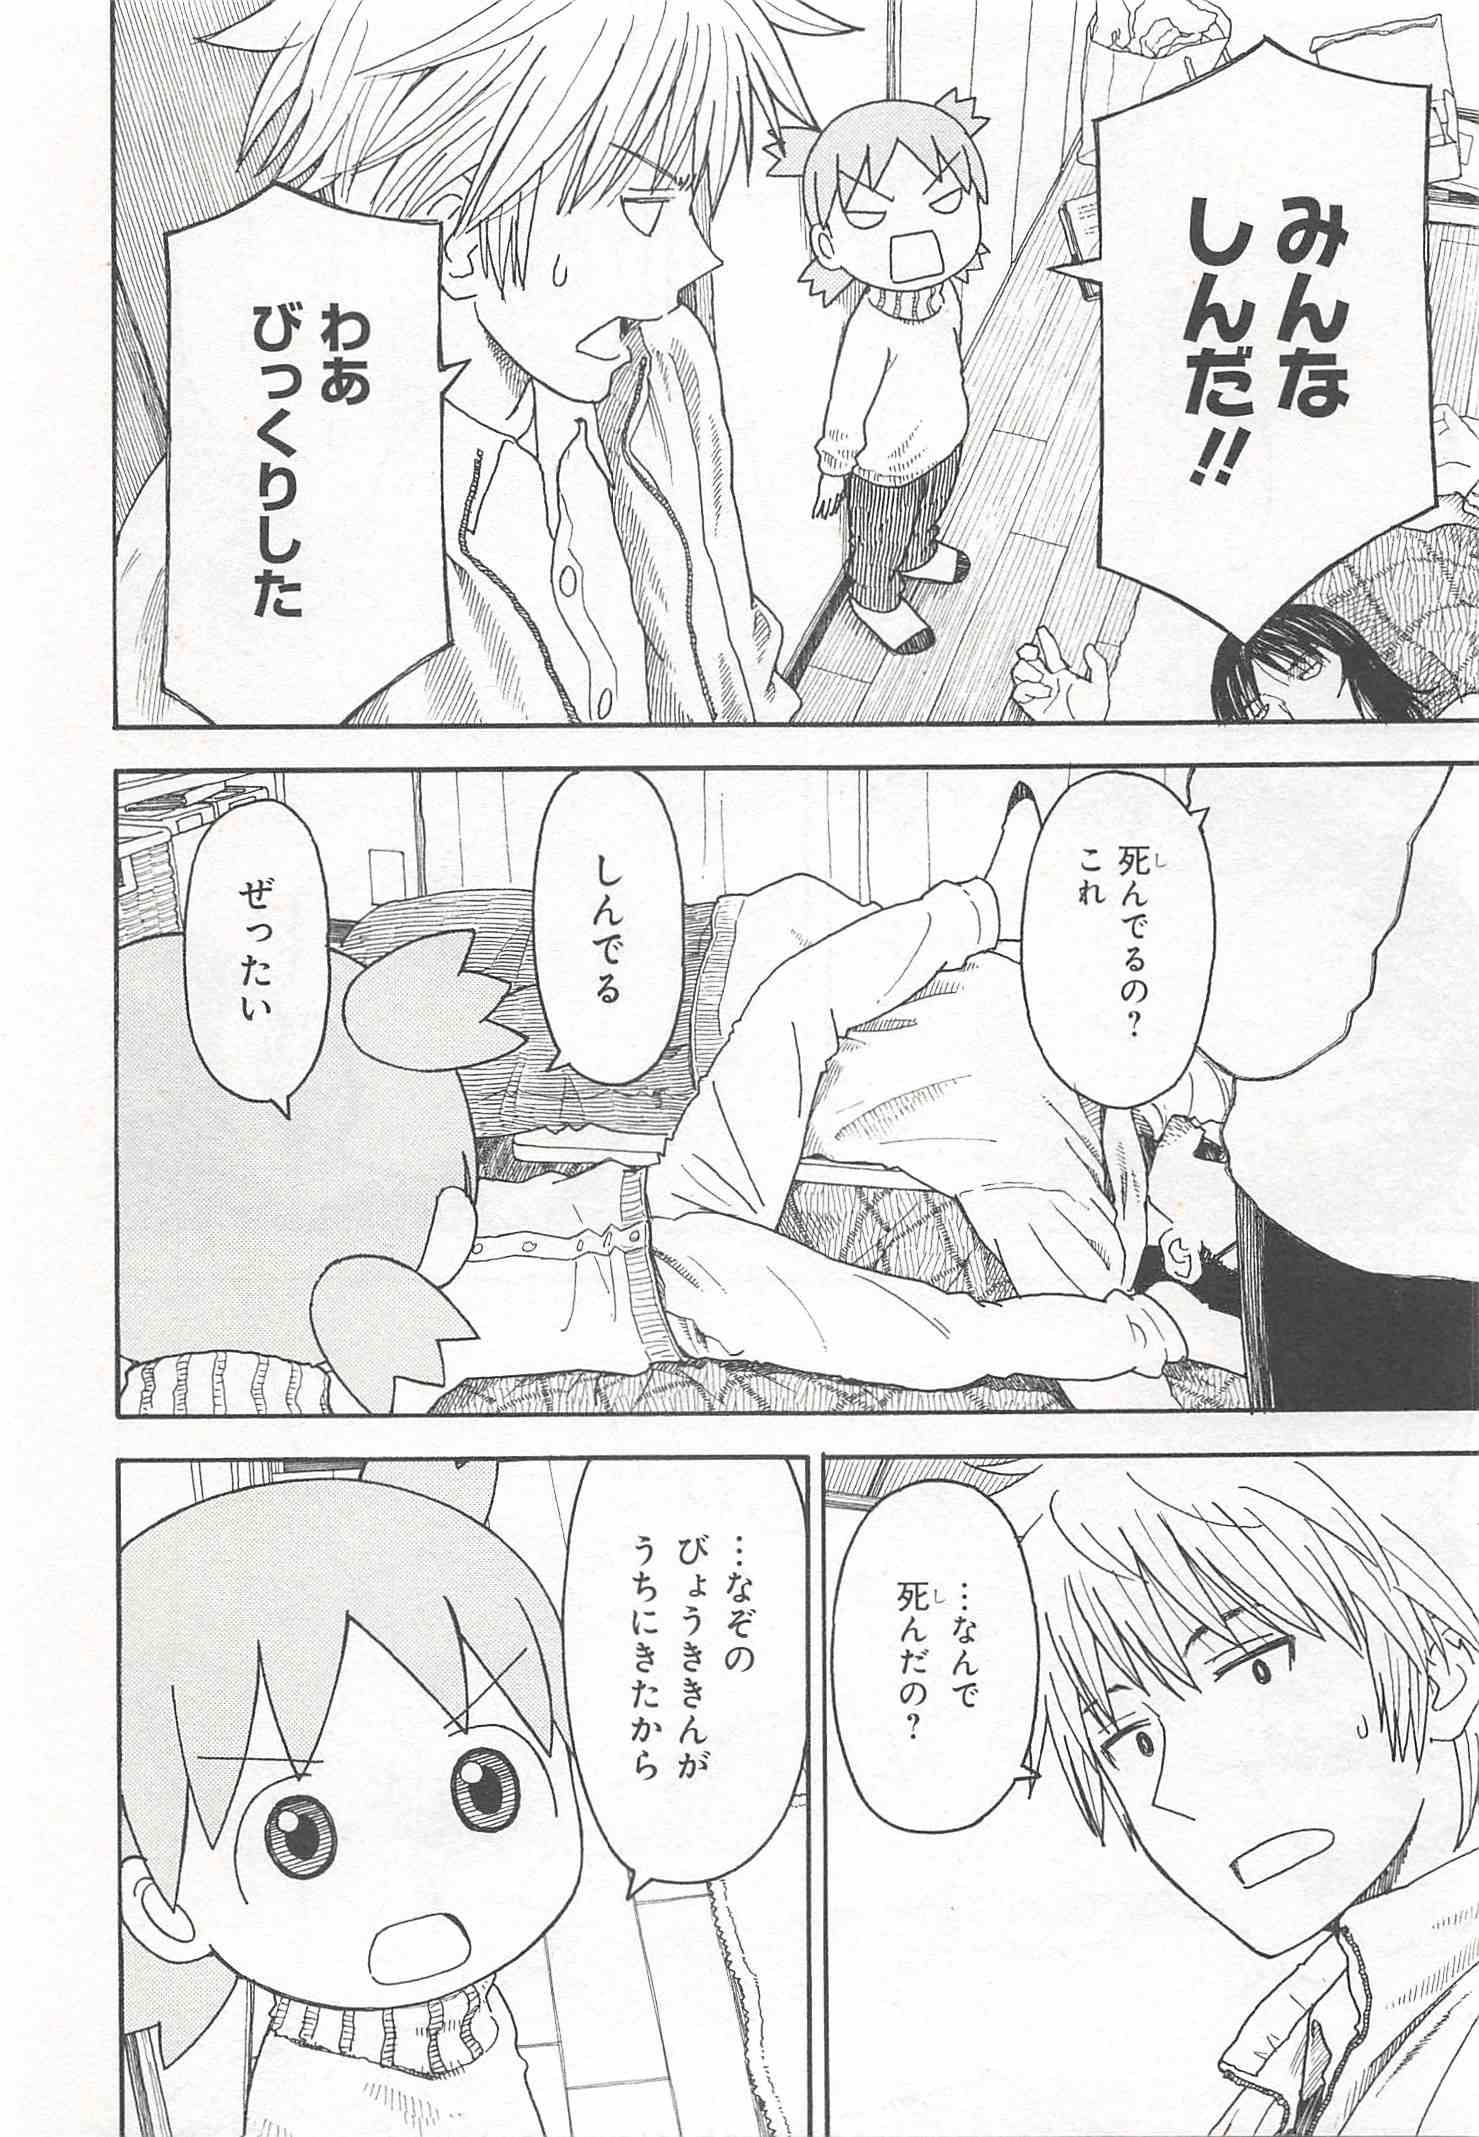 みんな
しんだ!!
わあ
びっくりした
死んでるの?
これ
しんでる
ぜったい
…なんで
死んだの?
…なぞの
びょうききんが
うちにきたから